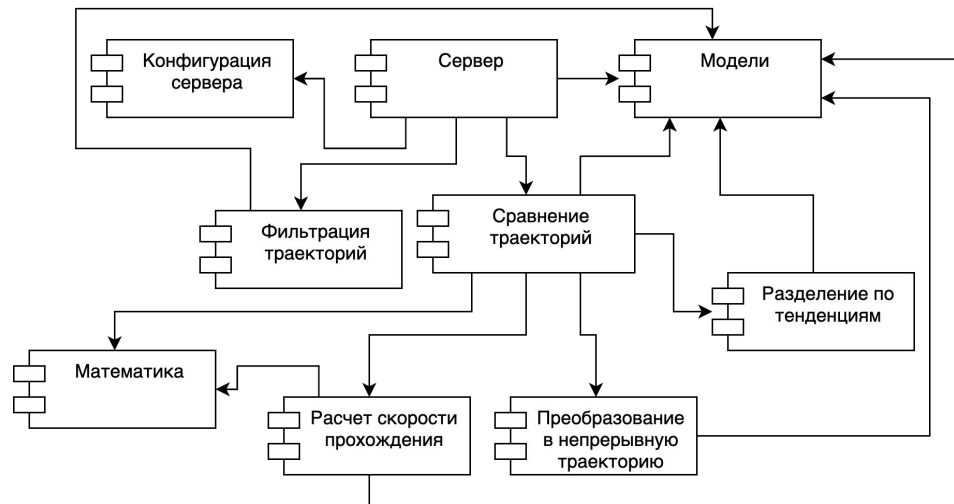 Конфигурация
сервера
Сервер
Модели
Фильтрация
траекторий
Сравнение
траекторий
Разделение по
тенденциям
Математика
Расчет скорости
прохождения
Преобразование
в непрерывную
траекторию